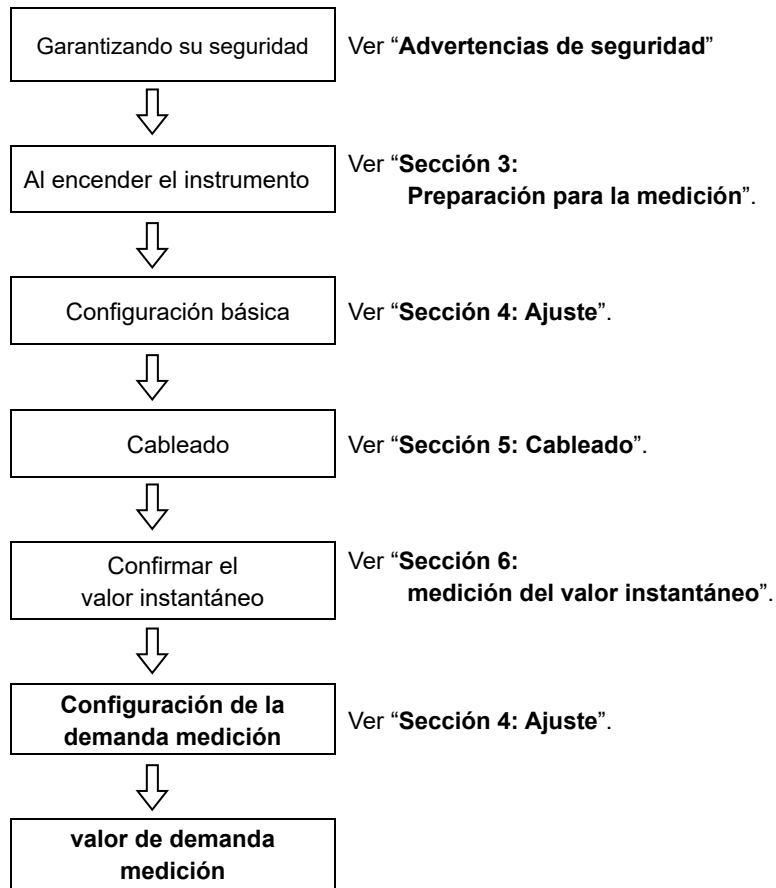 Garantizando su seguridad
Ver “Advertencias de seguridad”
Al encender el instrumento
Ver “Sección 3:
Preparación para la medición”.
Configuración básica
Ver “Sección 4: Ajuste”.
Cableado
Ver “Sección 5: Cableado”.
Confirmar el
valor instantáneo
Ver “Sección 6:
medición del valor instantáneo”.
Configuración de la
demanda medición
Ver “Sección 4: Ajuste”.
valor de demanda
medición